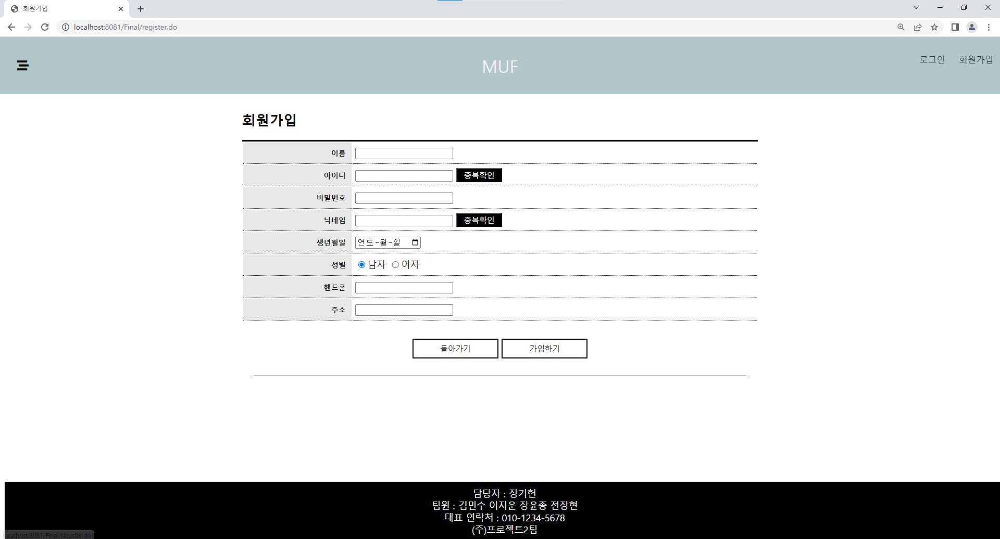 회원가입
localhost:8081/Final/register.do
MUF
로그인 회원가입
회원가입
이름
아이디 중복확인
비밀번호
닉네임 중복확인
생년월일 연도-월-일
성별 남자 여자
핸드폰
주소
돌아가기 가입하기
담당자 : 장기헌
팀원 : 김민수 이지운 장윤종 전장현
대표 연락처 : 010-1234-5678
(주)프로젝트2팀
localhost:8081/Final/register.do